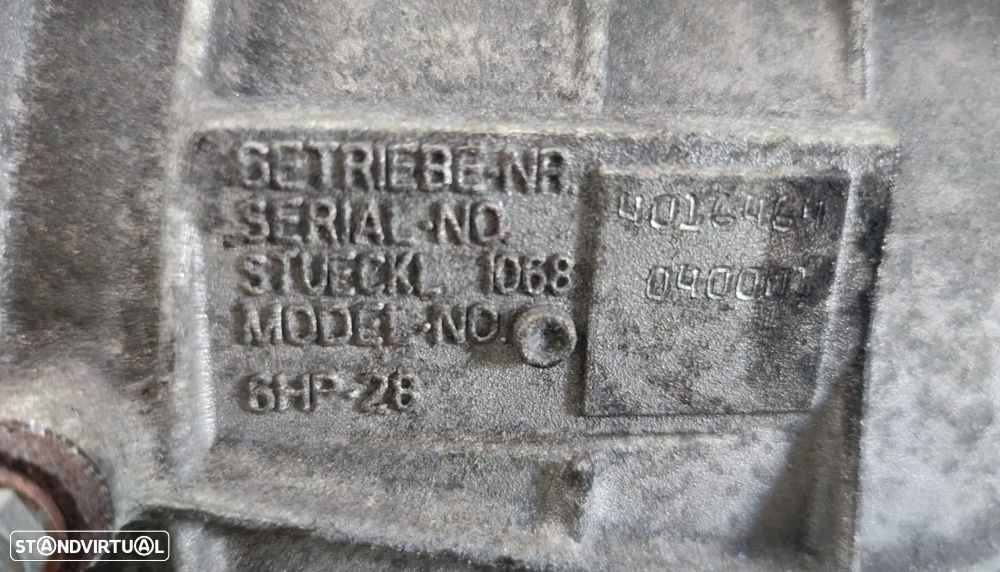 GETRIEBE-NR. 4016464
SERIAL-NO.
STUECKL 1068 040001
MODEL-NO.
6HP-28
STANDVIRTUAL